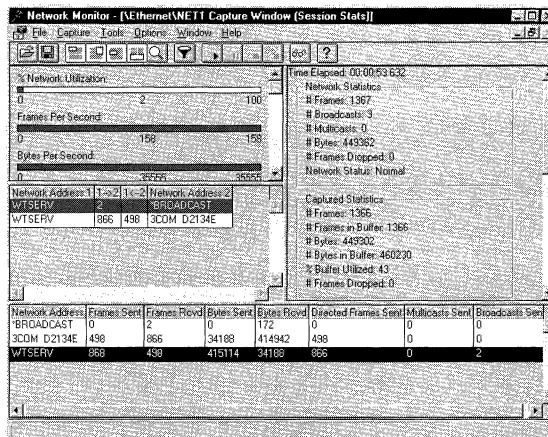 Network Monitor - [\Ethernet\NET1 Capture Window (Session Stats)]
File Capture Tools Options Window Help
% Network Utilization:
0 2 100
Frames Per Second:
0 158 158
Bytes Per Second:
0 35555 35555
Network Address 1 1->2 1<-2 Network Address 2
WTSERV 2 *BROADCAST
WTSERV 866 498 3COM D2134E
Time Elapsed: 00:00:53.632
Network Statistics
# Frames: 1367
# Broadcasts: 3
# Multicasts: 0
# Bytes: 449362
# Frames Dropped: 0
Network Status: Normal
Captured Statistics
# Frames: 1366
# Frames in Buffer: 1366
# Bytes: 449302
# Bytes in Buffer: 460230
% Buffer Utilized: 43
# Frames Dropped: 0
Network Address Frames Sent Frames Rcvd Bytes Sent Bytes Rcvd Directed Frames Sent Multicasts Sent Broadcasts Sent
*BROADCAST 0 2 0 172 0 0 0
3COM D2134E 498 866 34188 414942 498 0 0
WTSERV 868 498 415114 34188 866 0 2